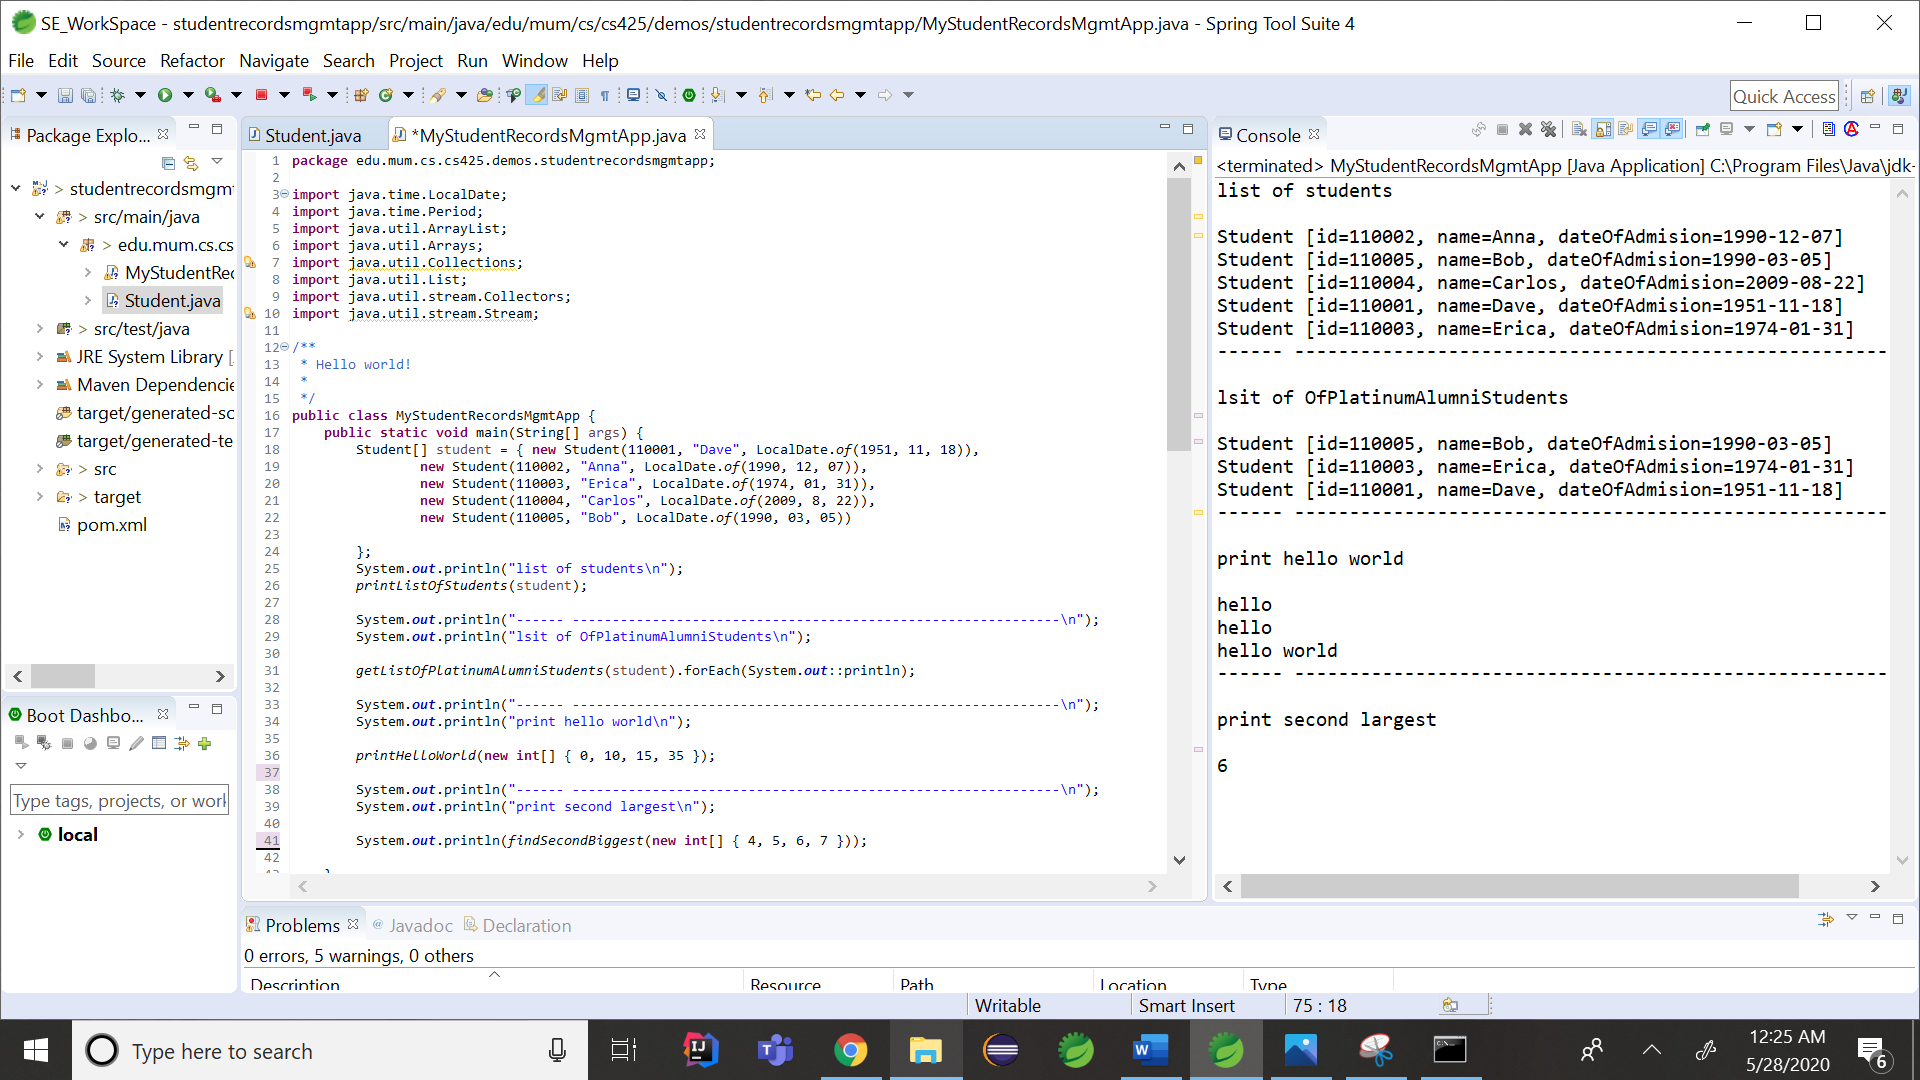 SE_WorkSpace - studentrecordsmgmtapp/src/main/java/edu/mum/cs/cs425/demos/studentrecordsmgmtapp/MyStudentRecordsMgmtApp.java - Spring Tool Suite 4
File Edit Source Refactor Navigate Search Project Run Window Help
Quick Access
Package Explo...
> studentrecordsmgmt
> src/main/java
> edu.mum.cs.cs
MyStudentRec
Student.java
> src/test/java
JRE System Library [
Maven Dependencie
target/generated-sc
target/generated-te
> src
> target
pom.xml
Boot Dashbo...
Type tags, projects, or worl
local
Student.java *MyStudentRecordsMgmtApp.java
1 package edu.mum.cs.cs425.demos.studentrecordsmgmtapp;
2
3 import java.time.LocalDate;
4 import java.time.Period;
5 import java.util.ArrayList;
6 import java.util.Arrays;
7 import java.util.Collections;
8 import java.util.List;
9 import java.util.stream.Collectors;
10 import java.util.stream.Stream;
11
12 /**
13 * Hello world!
14 *
15 */
16 public class MyStudentRecordsMgmtApp {
17 public static void main(String[] args) {
18 Student[] student = { new Student(110001, "Dave", LocalDate.of(1951, 11, 18)),
19 new Student(110002, "Anna", LocalDate.of(1990, 12, 07)),
20 new Student(110003, "Erica", LocalDate.of(1974, 01, 31)),
21 new Student(110004, "Carlos", LocalDate.of(2009, 8, 22)),
22 new Student(110005, "Bob", LocalDate.of(1990, 03, 05))
23
24 };
25 System.out.println("list of students\n");
26 printListOfStudents(student);
27
28 System.out.println("------ -------------------------------------------------------------\n");
29 System.out.println("lsit of OfPlatinumAlumniStudents\n");
30
31 getListOfPlatinumAlumniStudents(student).forEach(System.out::println);
32
33 System.out.println("------ -------------------------------------------------------------\n");
34 System.out.println("print hello world\n");
35
36 printHelloWorld(new int[] { 0, 10, 15, 35 });
37
38 System.out.println("------ -------------------------------------------------------------\n");
39 System.out.println("print second largest\n");
40
41 System.out.println(findSecondBiggest(new int[] { 4, 5, 6, 7 }));
42
Console
<terminated> MyStudentRecordsMgmtApp [Java Application] C:\Program Files\Java\jdk-
list of students
Student [id=110002, name=Anna, dateOfAdmision=1990-12-07]
Student [id=110005, name=Bob, dateOfAdmision=1990-03-05]
Student [id=110004, name=Carlos, dateOfAdmision=2009-08-22]
Student [id=110001, name=Dave, dateOfAdmision=1951-11-18]
Student [id=110003, name=Erica, dateOfAdmision=1974-01-31]
------ ------------------------------------------------------
lsit of OfPlatinumAlumniStudents
Student [id=110005, name=Bob, dateOfAdmision=1990-03-05]
Student [id=110003, name=Erica, dateOfAdmision=1974-01-31]
Student [id=110001, name=Dave, dateOfAdmision=1951-11-18]
------ ------------------------------------------------------
print hello world
hello
hello
hello world
------ ------------------------------------------------------
print second largest
6
Problems @ Javadoc Declaration
0 errors, 5 warnings, 0 others
Description Resource Path Location Type
Writable Smart Insert 75 : 18
Type here to search
12:25 AM
5/28/2020
6